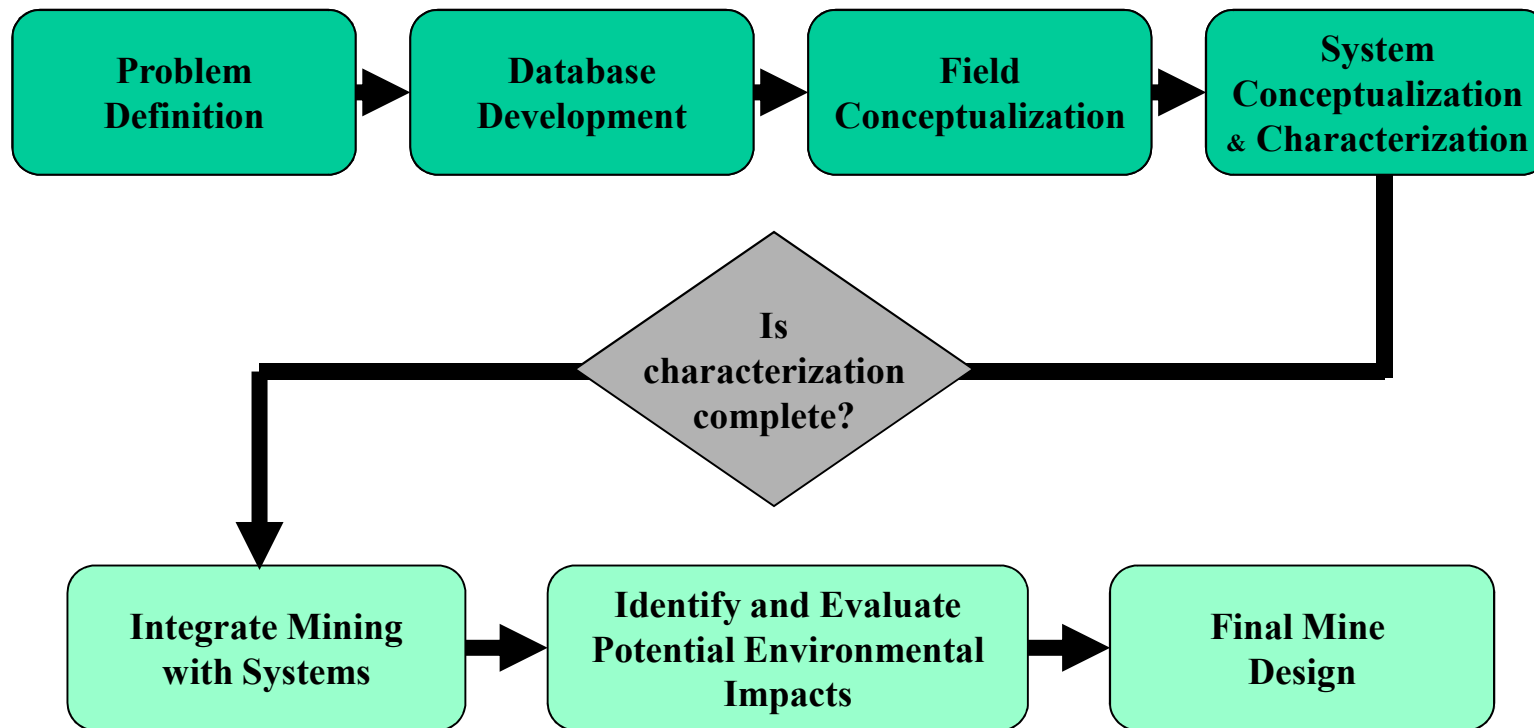 Problem
Definition
Database
Development
Field
Conceptualization
System
Conceptualization
& Characterization
Is
characterization
complete?
Integrate Mining
with Systems
Identify and Evaluate
Potential Environmental
Impacts
Final Mine
Design